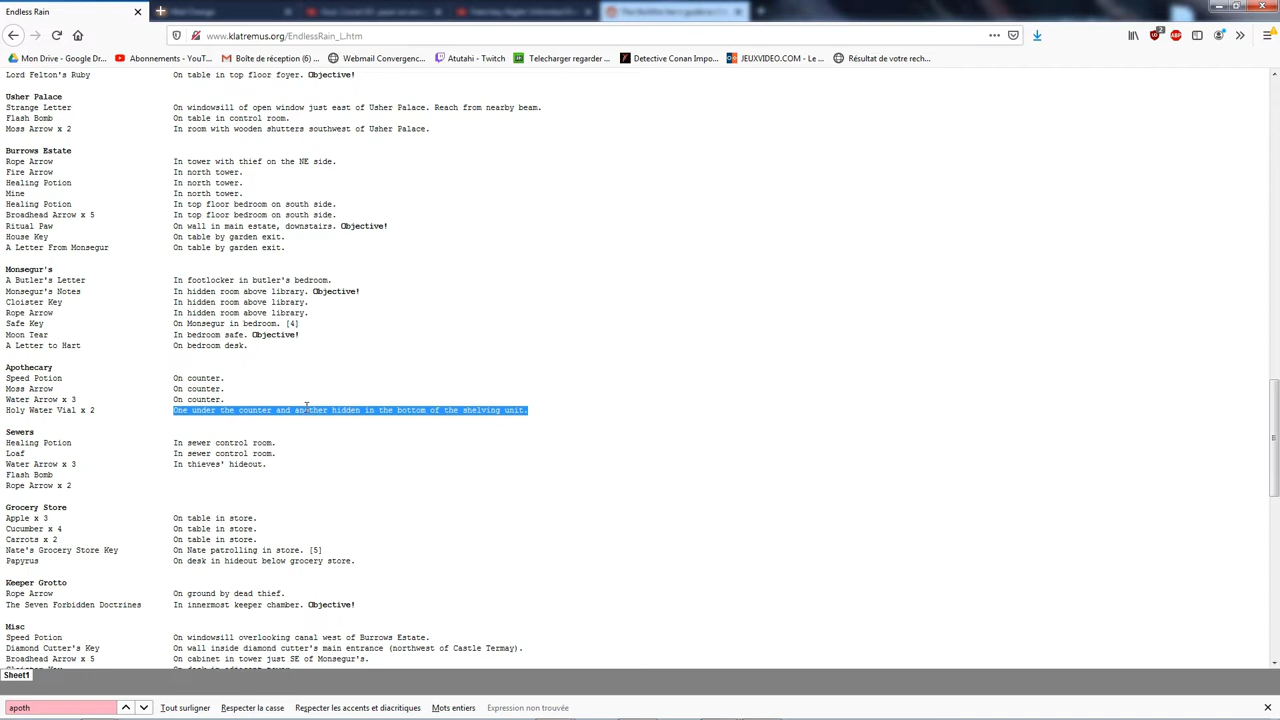 Endless Rain
www.klatremus.org/EndlessRain_L.htm
2
Mon Drive - Google Dr...
Abonnements - YouT...
Boîte de réception (6) ...
Webmail Convergenc...
Atutahi - Twitch
Telecharger regarder ...
Detective Conan Impo...
JEUXVIDEO.COM - Le ...
Résultat de votre rech...
Lord Felton's Ruby On table in top floor foyer. Objective!
Usher Palace
Strange Letter On windowsill of open window just east of Usher Palace. Reach from nearby beam.
Flash Bomb On table in control room.
Moss Arrow x 2 In room with wooden shutters southwest of Usher Palace.
Burrows Estate
Rope Arrow In tower with thief on the NE side.
Fire Arrow In north tower.
Healing Potion In north tower.
Mine In north tower.
Healing Potion In top floor bedroom on south side.
Broadhead Arrow x 5 In top floor bedroom on south side.
Ritual Paw On wall in main estate, downstairs. Objective!
House Key On table by garden exit.
A Letter From Monsegur On table by garden exit.
Monsegur's
A Butler's Letter In footlocker in butler's bedroom.
Monsegur's Notes In hidden room above library. Objective!
Cloister Key In hidden room above library.
Rope Arrow In hidden room above library.
Safe Key On Monsegur in bedroom. [4]
Moon Tear In bedroom safe. Objective!
A Letter to Hart On bedroom desk.
Apothecary
Speed Potion On counter.
Moss Arrow On counter.
Water Arrow x 3 On counter.
Holy Water Vial x 2 One under the counter and another hidden in the bottom of the shelving unit.
Sewers
Healing Potion In sewer control room.
Loaf In sewer control room.
Water Arrow x 3 In thieves' hideout.
Flash Bomb
Rope Arrow x 2
Grocery Store
Apple x 3 On table in store.
Cucumber x 4 On table in store.
Carrots x 2 On table in store.
Nate's Grocery Store Key On Nate patrolling in store. [5]
Papyrus On desk in hideout below grocery store.
Keeper Grotto
Rope Arrow On ground by dead thief.
The Seven Forbidden Doctrines In innermost keeper chamber. Objective!
Misc
Speed Potion On windowsill overlooking canal west of Burrows Estate.
Diamond Cutter's Key On wall inside diamond cutter's main entrance (northwest of Castle Termay).
Broadhead Arrow x 5 On cabinet in tower just SE of Monsegur's.
Sheet1
apoth
Tout surligner
Respecter la casse
Respecter les accents et diacritiques
Mots entiers
Expression non trouvée